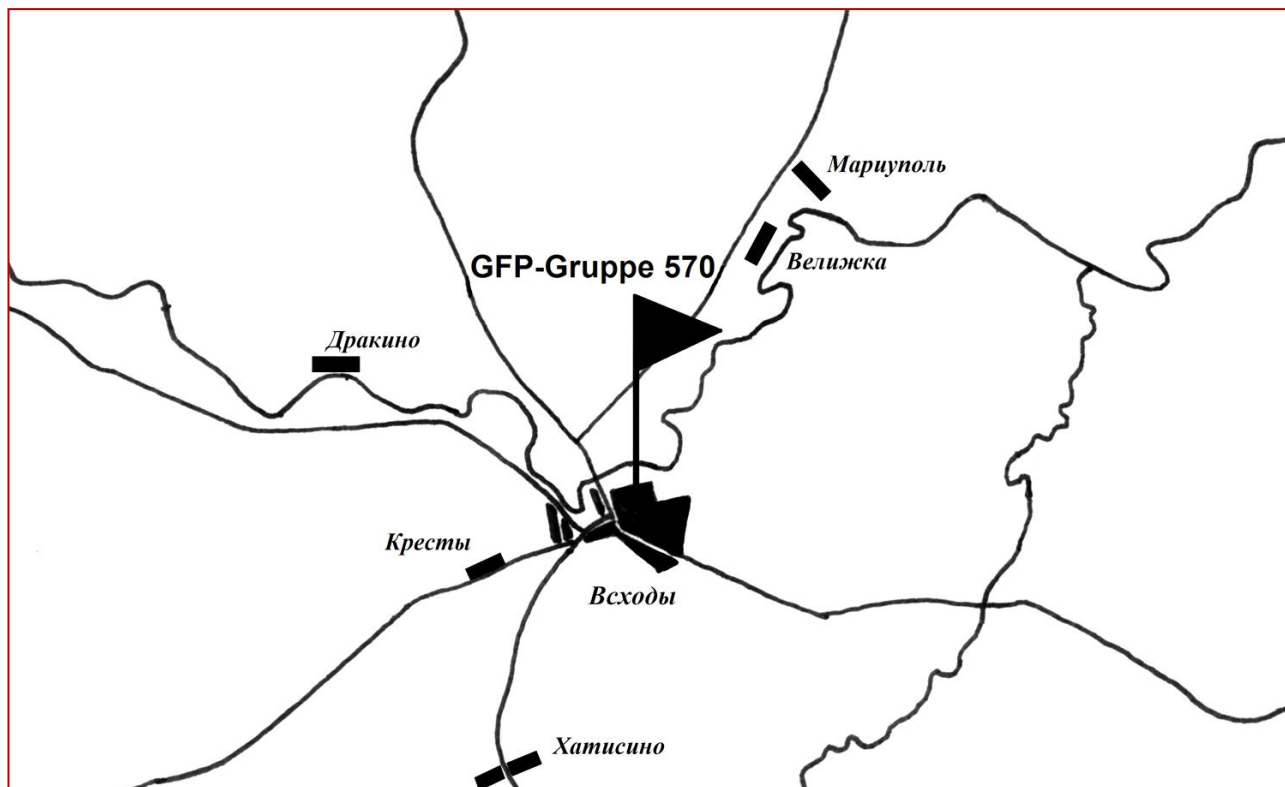 Мариуполь
GFP-Gruppe 570
Велижка
Дракино
Кресты
Всходы
Хатисино